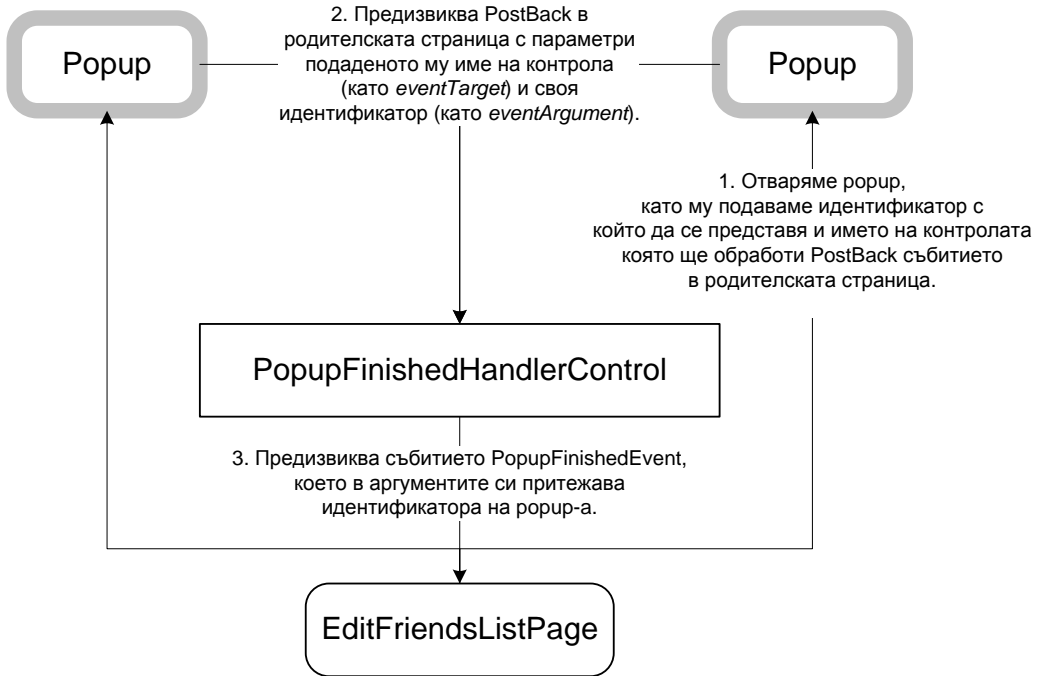 Popup
2. Предизвиква PostBack в
родителската страница с параметри
подаденото му име на контрола
(като eventTarget) и своя
идентификатор (като eventArgument).
Popup
1. Отваряме popup,
като му подаваме идентификатор с
който да се представя и името на контролата
която ще обработи PostBack събитието
в родителската страница.
PopupFinishedHandlerControl
3. Предизвиква събитието PopupFinishedEvent,
което в аргументите си притежава
идентификатора на popup-а.
EditFriendsListPage